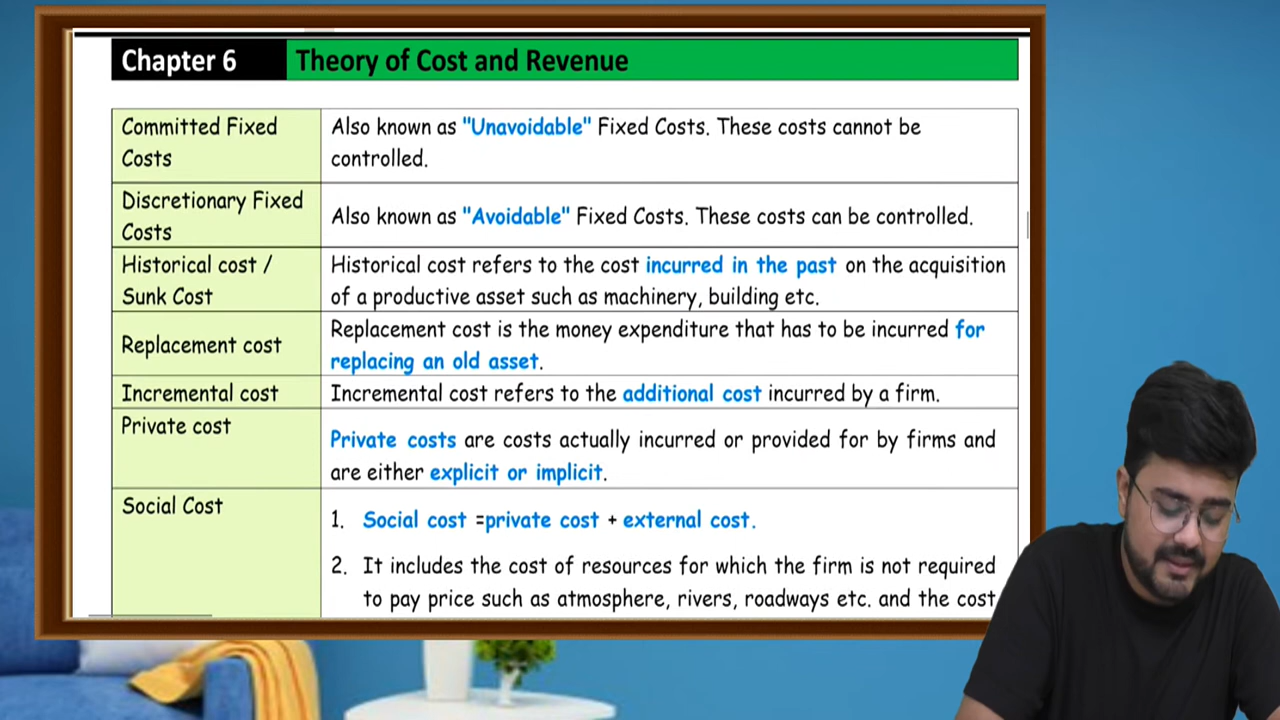 Chapter 6
Theory of Cost and Revenue
Committed Fixed
Costs
Also known as "Unavoidable" Fixed Costs. These costs cannot be
controlled.
Discretionary Fixed
Costs
Also known as "Avoidable" Fixed Costs. These costs can be controlled.
Historical cost /
Sunk Cost
Historical cost refers to the cost incurred in the past on the acquisition
of a productive asset such as machinery, building etc.
Replacement cost
Replacement cost is the money expenditure that has to be incurred for
replacing an old asset.
Incremental cost
Incremental cost refers to the additional cost incurred by a firm.
Private cost
Private costs are costs actually incurred or provided for by firms and
are either explicit or implicit.
Social Cost
1. Social cost =private cost + external cost.
2. It includes the cost of resources for which the firm is not required
to pay price such as atmosphere, rivers, roadways etc. and the cost